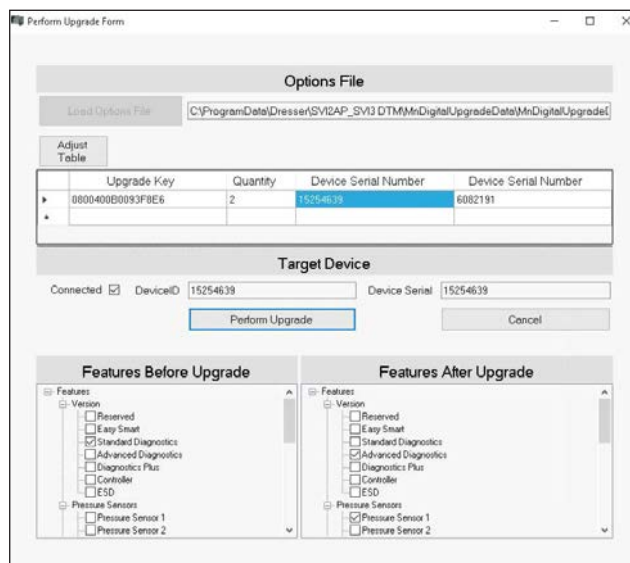 Perform Upgrade Form
Options File
Load Options File C:\ProgramData\Dresser\SVI2AP_SVI3 DTM\MnDigitalUpgradeData\MnDigitalUpgradeD
Adjust
Table
Upgrade Key Quantity Device Serial Number Device Serial Number
0800400B0093F8E6 2 15254639 6082191
Target Device
Connected DeviceID 15254639 Device Serial 15254639
Perform Upgrade Cancel
Features Before Upgrade Features After Upgrade
Features Features
Version Version
Reserved Reserved
Easy Smart Easy Smart
Standard Diagnostics Standard Diagnostics
Advanced Diagnostics Advanced Diagnostics
Diagnostics Plus Diagnostics Plus
Controller Controller
ESD ESD
Pressure Sensors Pressure Sensors
Pressure Sensor 1 Pressure Sensor 1
Pressure Sensor 2 Pressure Sensor 2